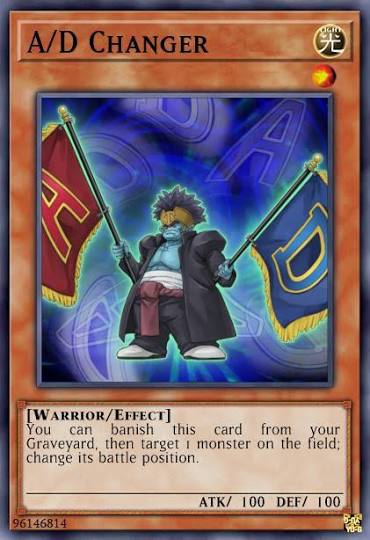 A/D CHANGER
LIGHT
光
A
D
A
D
[WARRIOR/EFFECT]
You can banish this card from your
Graveyard, then target 1 monster on the field;
change its battle position.
ATK/ 100 DEF/ 100
96146814